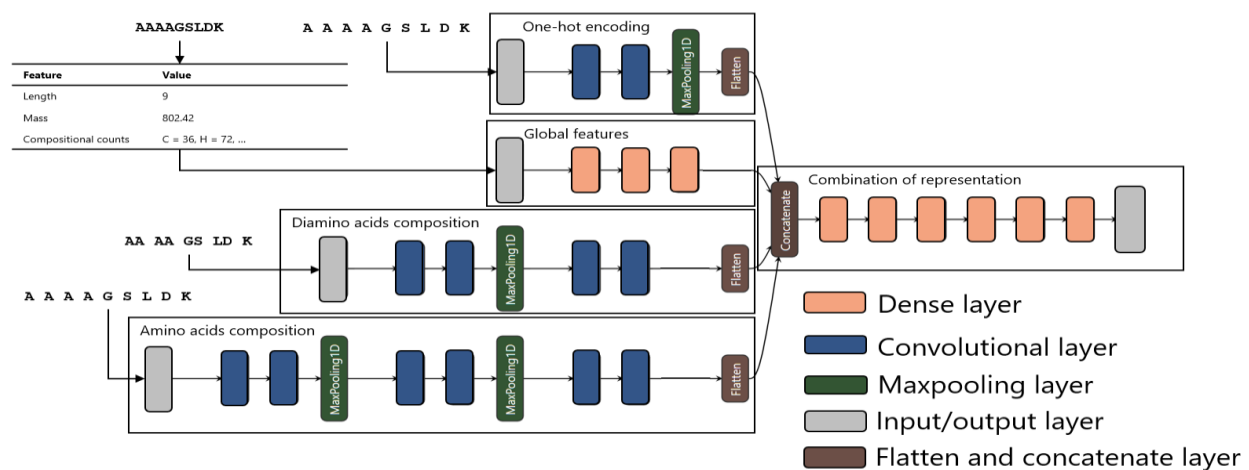 AAAAGSLDK
A A A A G S L D K
One-hot encoding
MaxPooling1D
Flatten
Feature Value
Length 9
Mass 802.42
Compositional counts C = 36, H = 72, ...
Global features
Combination of representation
Concatenate
Diamino acids composition
AA AA GS LD K
MaxPooling1D
Flatten
A A A A G S L D K
Amino acids composition
MaxPooling1D
MaxPooling1D
Flatten
Dense layer
Convolutional layer
Maxpooling layer
Input/output layer
Flatten and concatenate layer